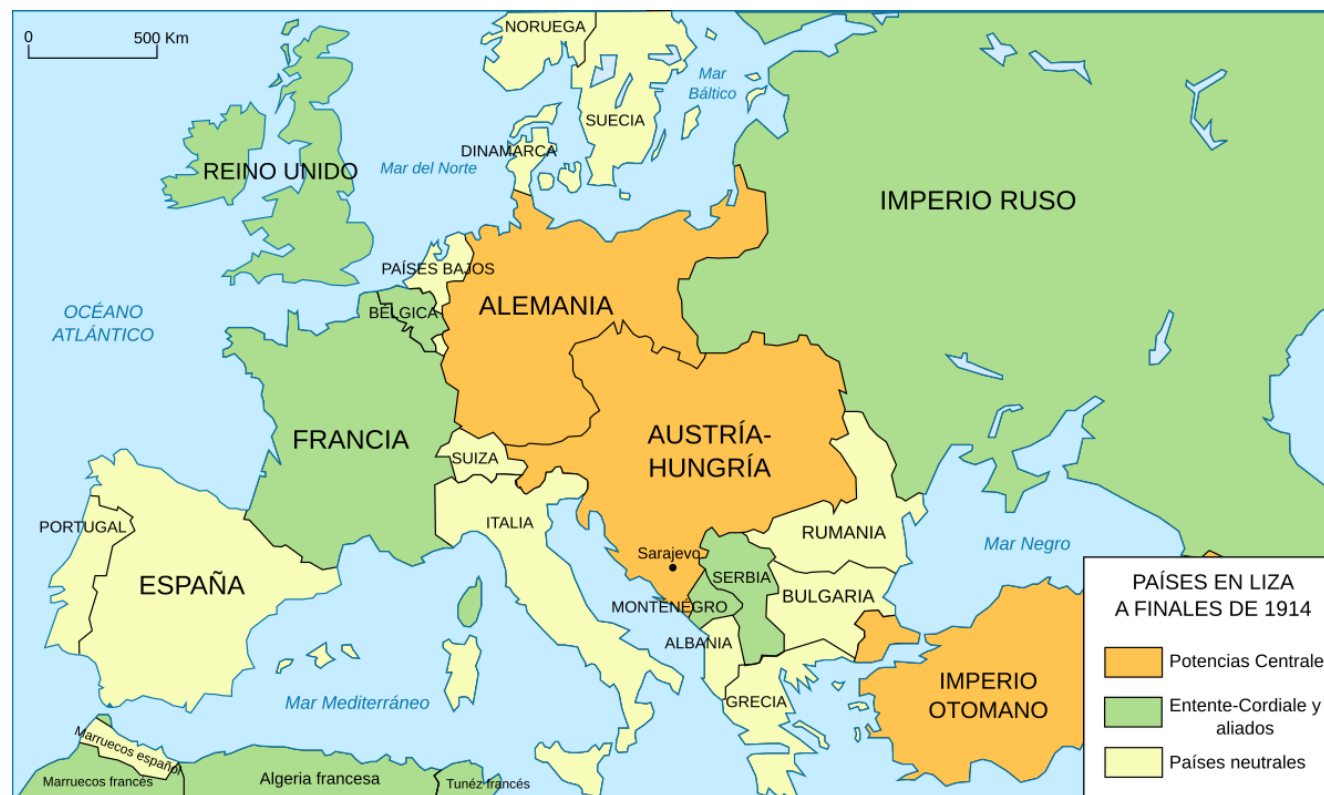 0 500 Km
NORUEGA
Mar
Báltico
SUECIA
DINAMARCA
Mar del Norte
REINO UNIDO
IMPERIO RUSO
PAÍSES BAJOS
ALEMANIA
BÉLGICA
OCÉANO
ATLÁNTICO
FRANCIA
AUSTRÍA-
HUNGRÍA
SUIZA
ITALIA
PORTUGAL
RUMANIA
Mar Negro
Sarajevo
SERBIA
ESPAÑA
BULGARIA
MONTENEGRO
ALBANIA
IMPERIO
OTOMANO
Mar Mediterráneo
GRECIA
Marruecos español
Marruecos francés
Algeria francesa
Tunéz francés
PAÍSES EN LIZA
A FINALES DE 1914
Potencias Centrale
Entente-Cordiale y
aliados
Países neutrales